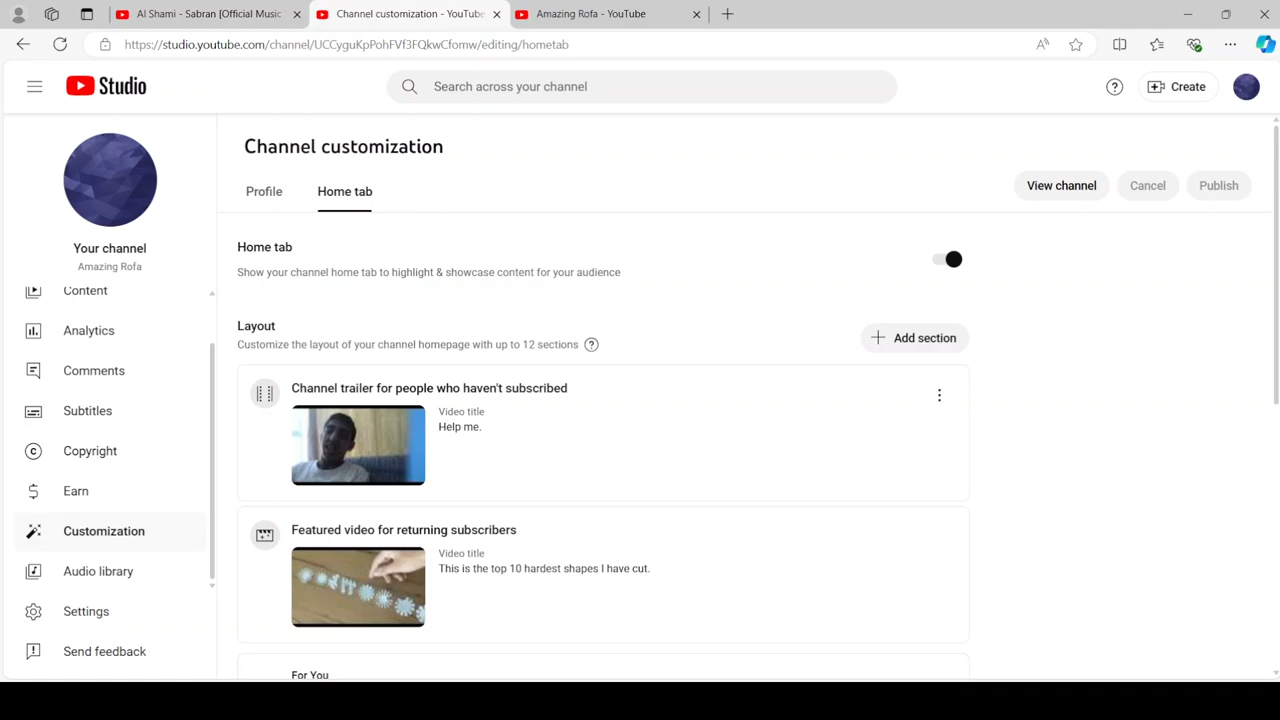 Al Shami - Sabran [Official Music
Channel customization - YouTube
Amazing Rofa - YouTube
https://studio.youtube.com/channel/UCCyguKpPohFVf3FQkwCfomw/editing/hometab
Studio
Search across your channel
Create
Channel customization
Profile
Home tab
View channel
Cancel
Publish
Your channel
Amazing Rofa
Content
Analytics
Comments
Subtitles
Copyright
Earn
Customization
Audio library
Settings
Send feedback
Home tab
Show your channel home tab to highlight & showcase content for your audience
Layout
Customize the layout of your channel homepage with up to 12 sections
Add section
Channel trailer for people who haven't subscribed
Video title
Help me.
Featured video for returning subscribers
Video title
This is the top 10 hardest shapes I have cut.
For You